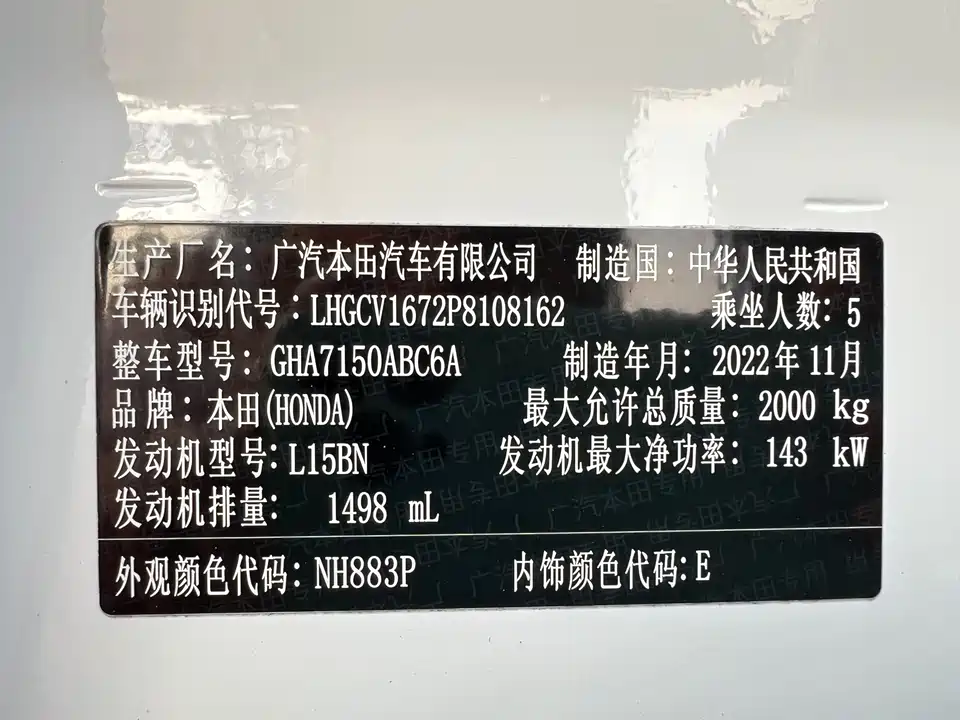 生产厂名：广汽本田汽车有限公司 制造国：中华人民共和国
车辆识别代号：LHGCV1672P8108162 乘坐人数：5
整车型号：GHA7150ABC6A 制造年月：2022年11月
品牌：本田(HONDA) 最大允许总质量：2000 kg
发动机型号：L15BN 发动机最大净功率：143 kW
发动机排量：1498 mL
外观颜色代码：NH883P 内饰颜色代码：E